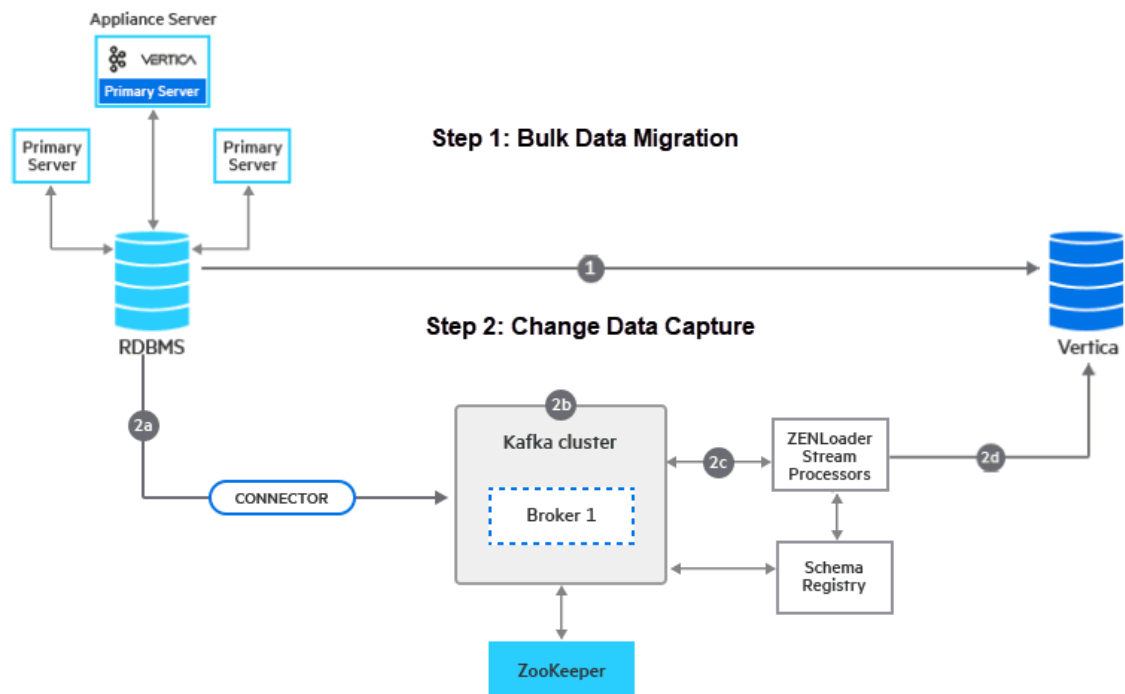 Appliance Server
VERTICA
Primary Server
Primary
Server
Primary
Server
Step 1: Bulk Data Migration
1
RDBMS
Vertica
Step 2: Change Data Capture
2a
CONNECTOR
2b
Kafka cluster
Broker 1
2c
ZENLoader
Stream
Processors
2d
Schema
Registry
ZooKeeper